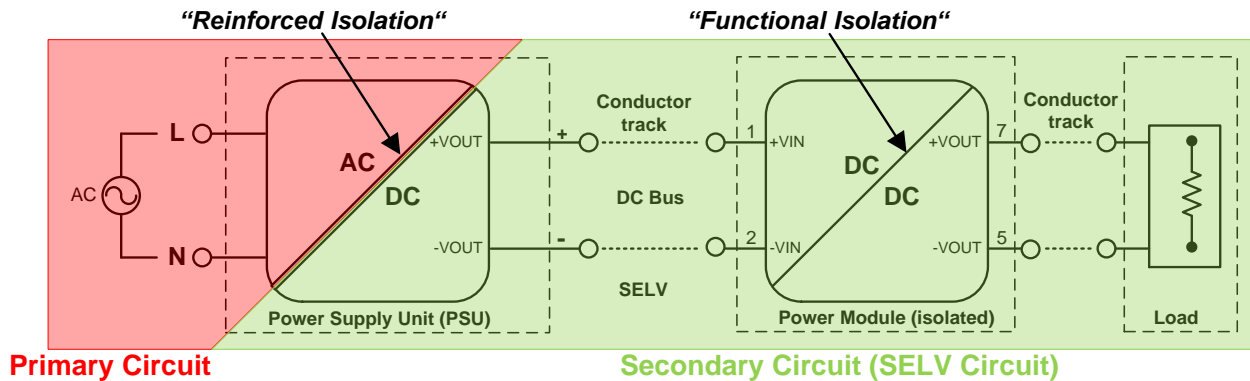 “Reinforced Isolation“
“Functional Isolation“
L
N
AC
AC
DC
+VOUT
-VOUT
+
-
Conductor
track
DC Bus
SELV
1
2
+VIN
-VIN
DC
DC
+VOUT
-VOUT
7
5
Conductor
track
Power Supply Unit (PSU)
Power Module (isolated)
Load
Primary Circuit
Secondary Circuit (SELV Circuit)